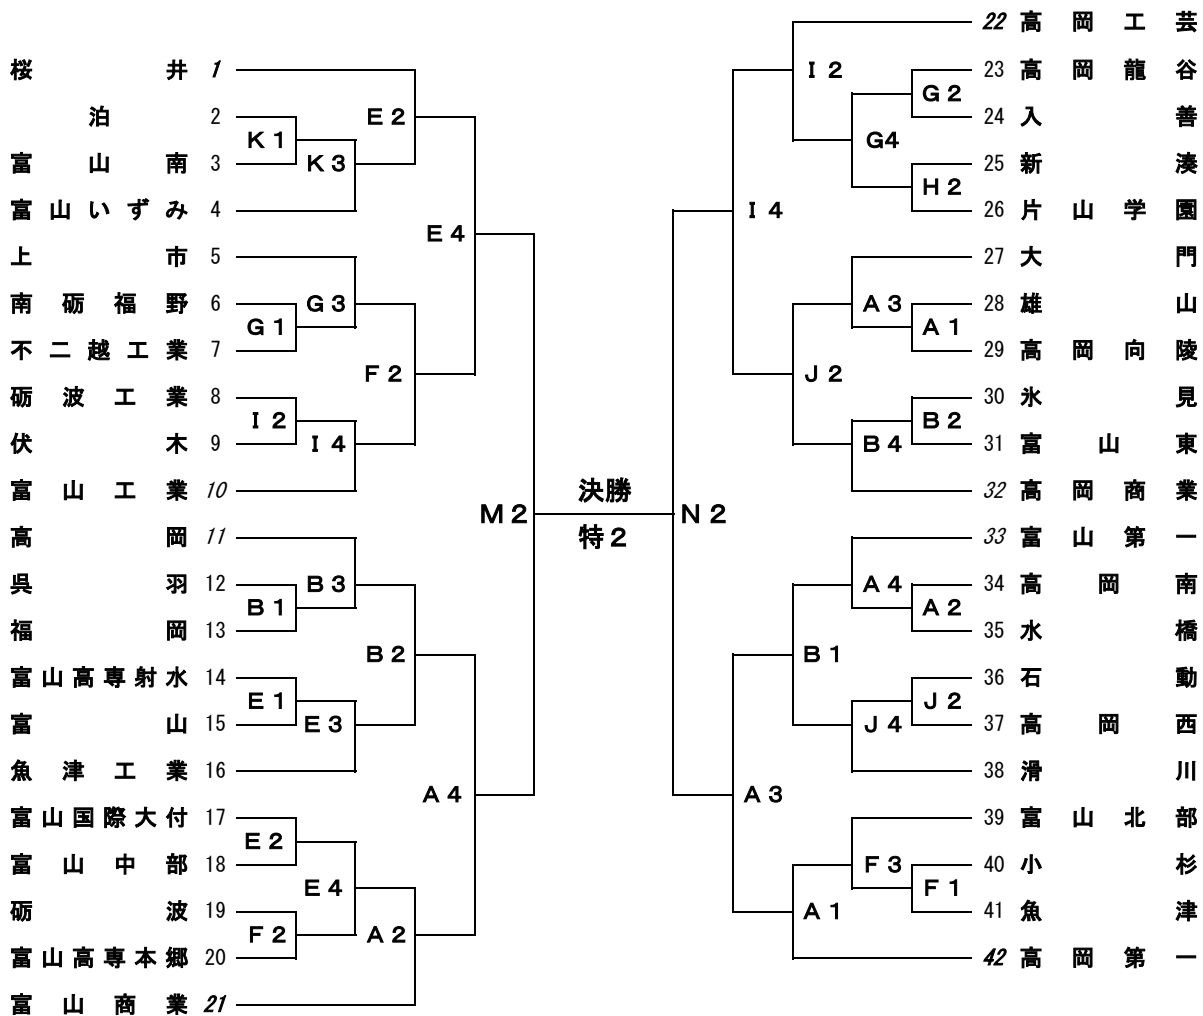 桜井 1
泊 2
富山南 3
富山いずみ 4
上市 5
南砺福野 6
不二越工業 7
砺波工業 8
伏木 9
富山工業 10
高岡 11
呉羽 12
福岡 13
富山高専射水 14
富山 15
魚津工業 16
富山国際大付 17
富山中部 18
砺波 19
富山高専本郷 20
富山商業 21
K1
G1
I2
B1
E1
E2
F2
K3
G3
I4
B3
E3
E4
E2
F2
B2
A2
E4
A4
M2
決勝
特2
N2
I4
A3
I2
J2
B1
A1
G4
A3
B4
A4
J4
F3
G2
H2
A1
B2
A2
J2
F1
22 高岡工芸
23 高岡龍谷
24 入善
25 新湊
26 片山学園
27 大門
28 雄山
29 高岡向陵
30 氷見
31 富山東
32 高岡商業
33 富山第一
34 高岡南
35 水橋
36 石動
37 高岡西
38 滑川
39 富山北部
40 小杉
41 魚津
42 高岡第一